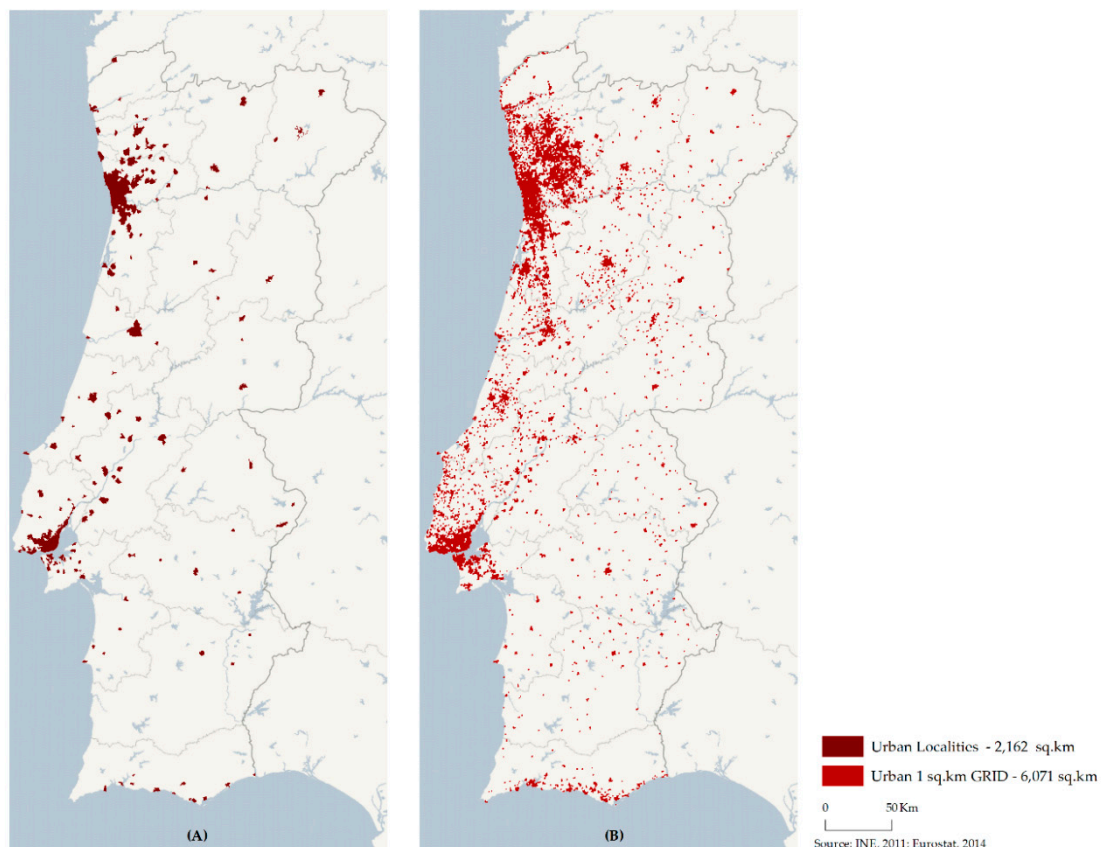 (A)
(B)
Urban Localities - 2,162 sq.km
Urban 1 sq.km GRID - 6,071 sq.km
0 50 Km
Source: INE, 2011; Eurostat, 2014